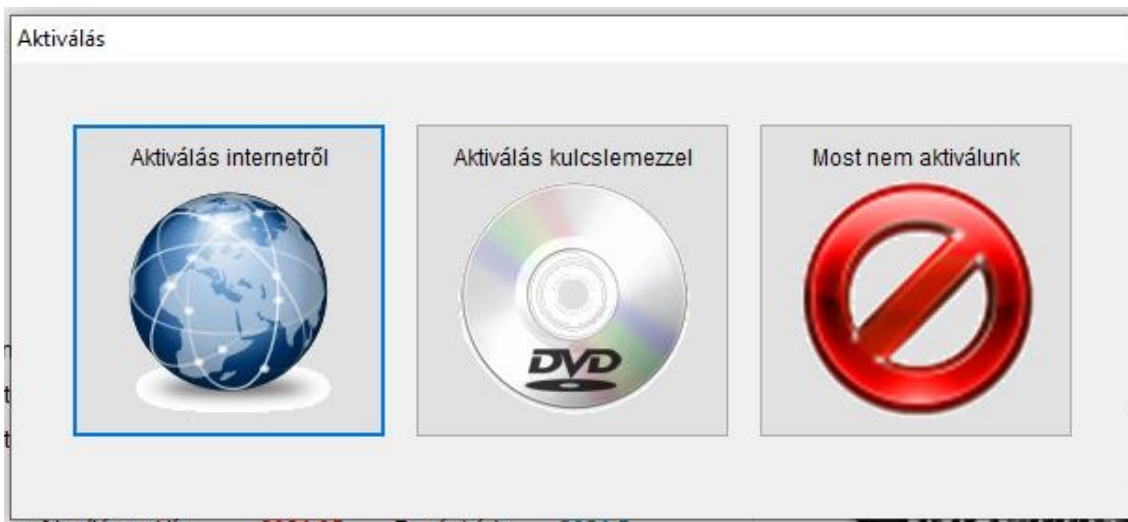 Aktiválás
Aktiválás internetről
Aktiválás kulcslemezzel
Most nem aktiválunk
DVD